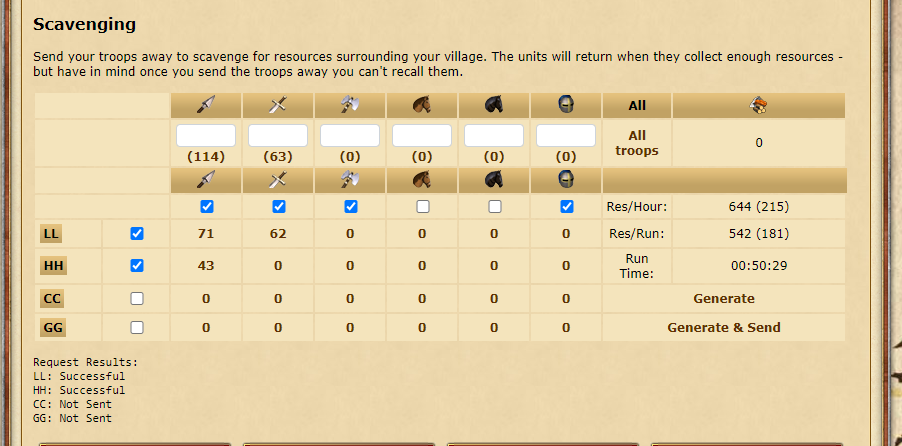 Scavenging
Send your troops away to scavenge for resources surrounding your village. The units will return when they collect enough resources -
but have in mind once you send the troops away you can't recall them.
All
(114) (63) (0) (0) (0) (0) All troops 0
Res/Hour: 644 (215)
LL 71 62 0 0 0 0 Res/Run: 542 (181)
HH 43 0 0 0 0 0 Run Time: 00:50:29
CC 0 0 0 0 0 0 Generate
GG 0 0 0 0 0 0 Generate & Send
Request Results:
LL: Successful
HH: Successful
CC: Not Sent
GG: Not Sent